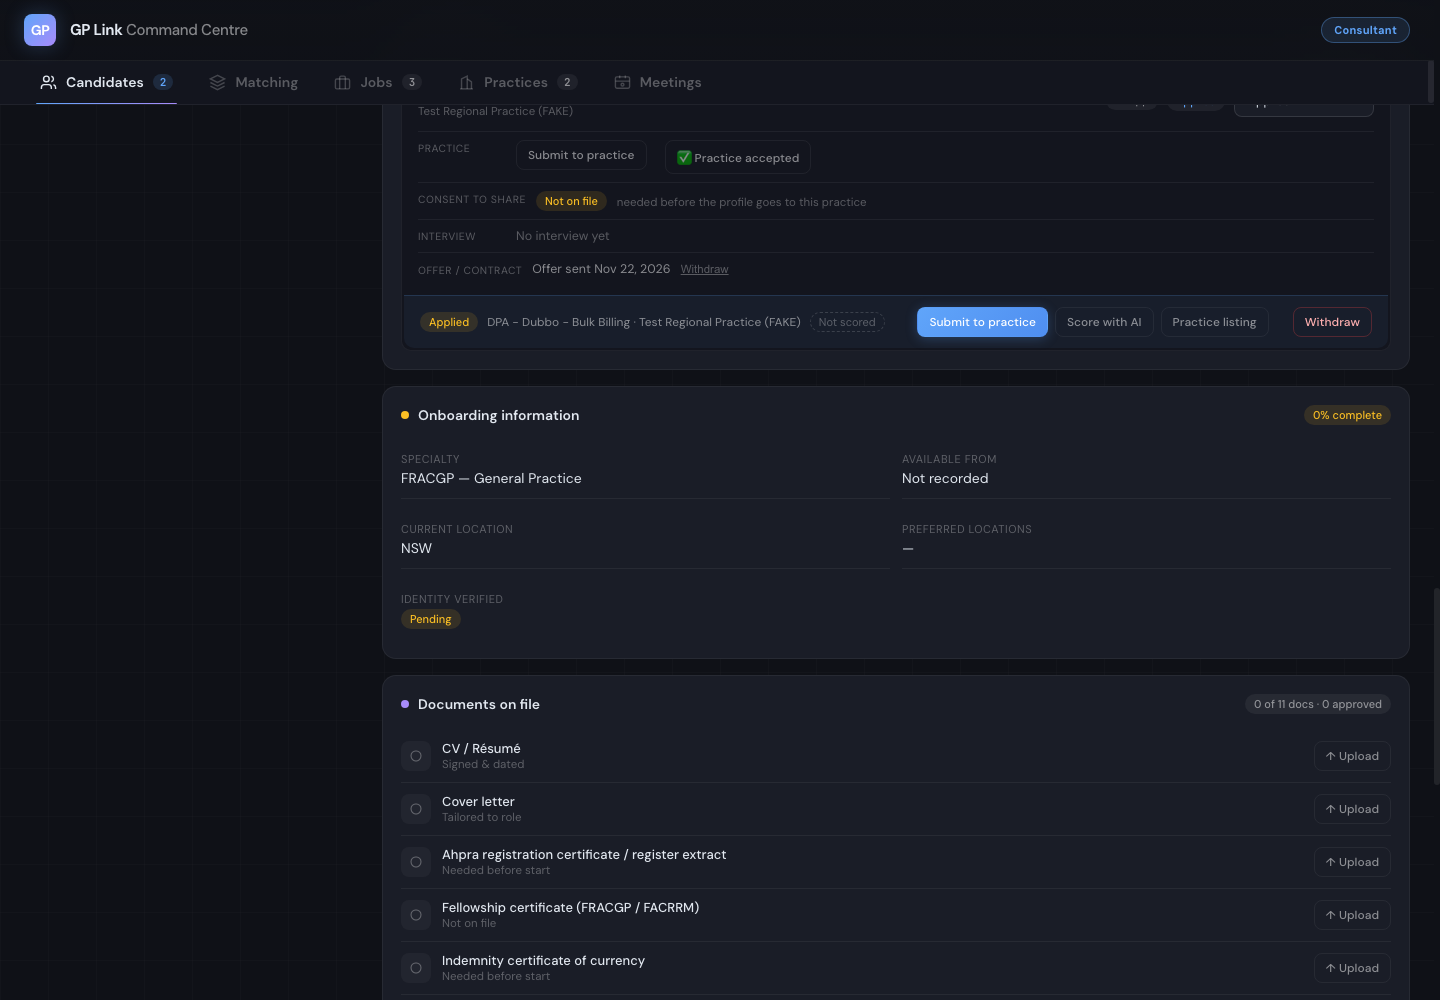 GP GP Link Command Centre Consultant
Candidates 2 Matching Jobs 3 Practices 2 Meetings
Test Regional Practice (FAKE)
PRACTICE Submit to practice ✅ Practice accepted
CONSENT TO SHARE Not on file needed before the profile goes to this practice
INTERVIEW No interview yet
OFFER / CONTRACT Offer sent Nov 22, 2026 Withdraw
Applied DPA - Dubbo - Bulk Billing · Test Regional Practice (FAKE) Not scored Submit to practice Score with AI Practice listing Withdraw
Onboarding information 0% complete
SPECIALTY AVAILABLE FROM
FRACGP — General Practice Not recorded
CURRENT LOCATION PREFERRED LOCATIONS
NSW —
IDENTITY VERIFIED
Pending
Documents on file 0 of 11 docs · 0 approved
CV / Résumé ↑ Upload
Signed & dated
Cover letter ↑ Upload
Tailored to role
Ahpra registration certificate / register extract ↑ Upload
Needed before start
Fellowship certificate (FRACGP / FACRRM) ↑ Upload
Not on file
Indemnity certificate of currency ↑ Upload
Needed before start